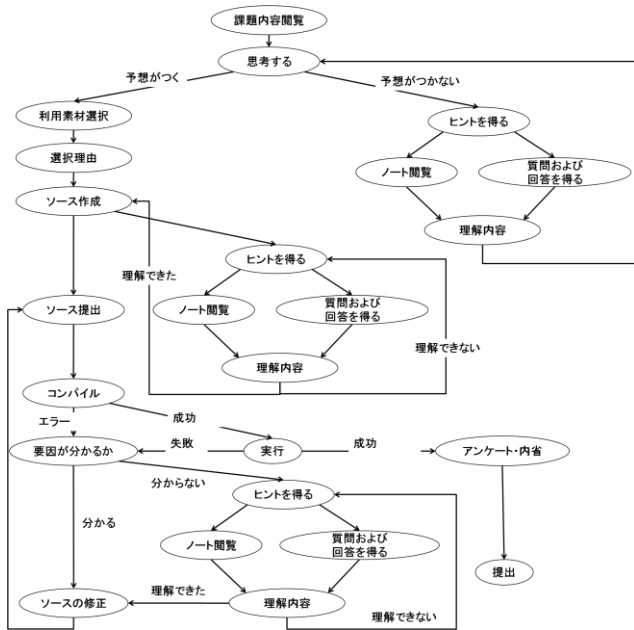 課題内容閲覧
思考する
予想がつく
予想がつかない
利用素材選択
ヒントを得る
選択理由
ノート閲覧
質問および
回答を得る
ソース作成
理解内容
ヒントを得る
理解できた
ソース提出
ノート閲覧
質問および
回答を得る
理解できない
理解内容
コンパイル
エラー
成功
要因が分かるか
失敗
実行
成功
アンケート・内省
分からない
ヒントを得る
分かる
ノート閲覧
質問および
回答を得る
提出
理解できた
ソースの修正
理解内容
理解できない